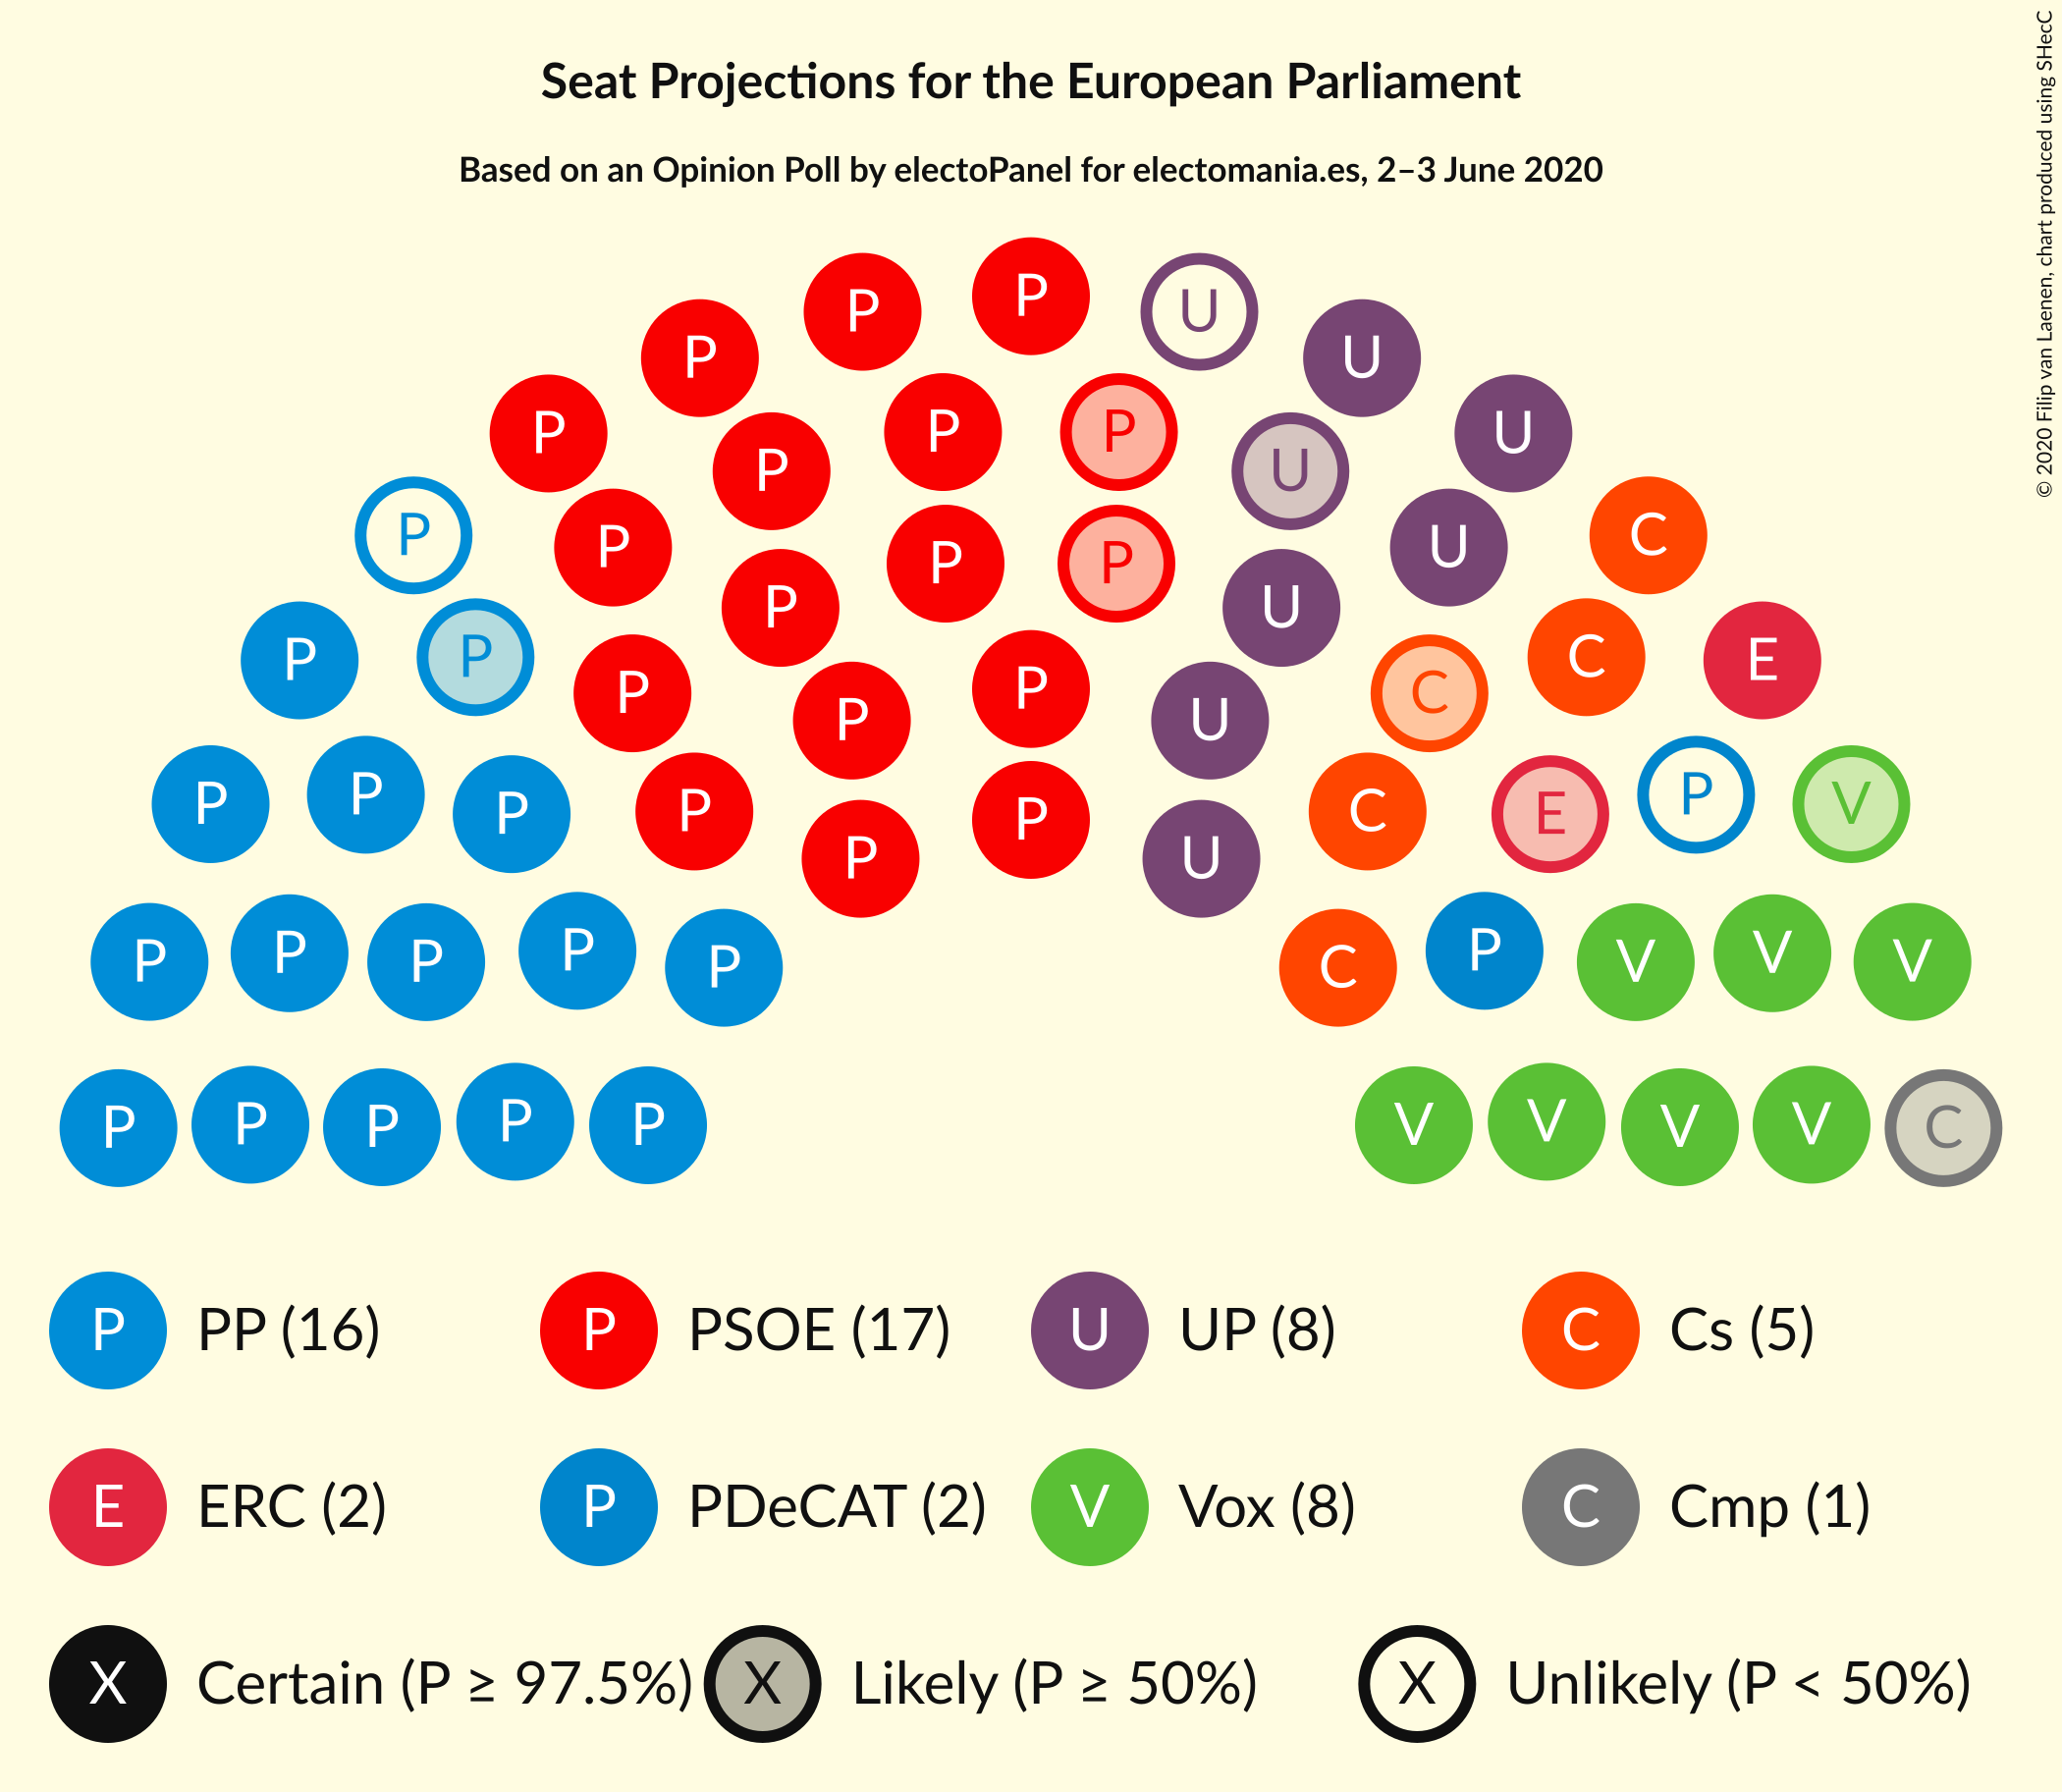 Seat Projections for the European Parliament
Based on an Opinion Poll by electoPanel for electomania.es, 2–3 June 2020
© 2020 Filip van Laenen, chart produced using SHecC
P P P U U
P P P P U U
P P P U C
P P P P U U C
P P P P C C E
P P P P P P U C E P V
P P U
P P P P P C P V V V
P P P P P V V V V C
P PP (16) P PSOE (17) U UP (8) C Cs (5)
E ERC (2) P PDeCAT (2) V Vox (8) C Cmp (1)
X Certain (P ≥ 97.5%) X Likely (P ≥ 50%) X Unlikely (P < 50%)